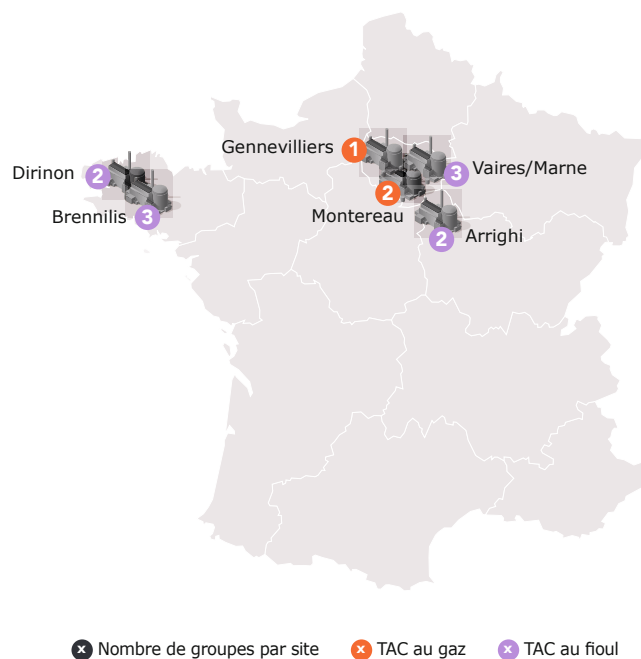 Gennevilliers 1
3 Vaires/Marne
Dirinon 2
2
Montereau
Brennilis 3
2 Arrighi
x Nombre de groupes par site x TAC au gaz x TAC au fioul